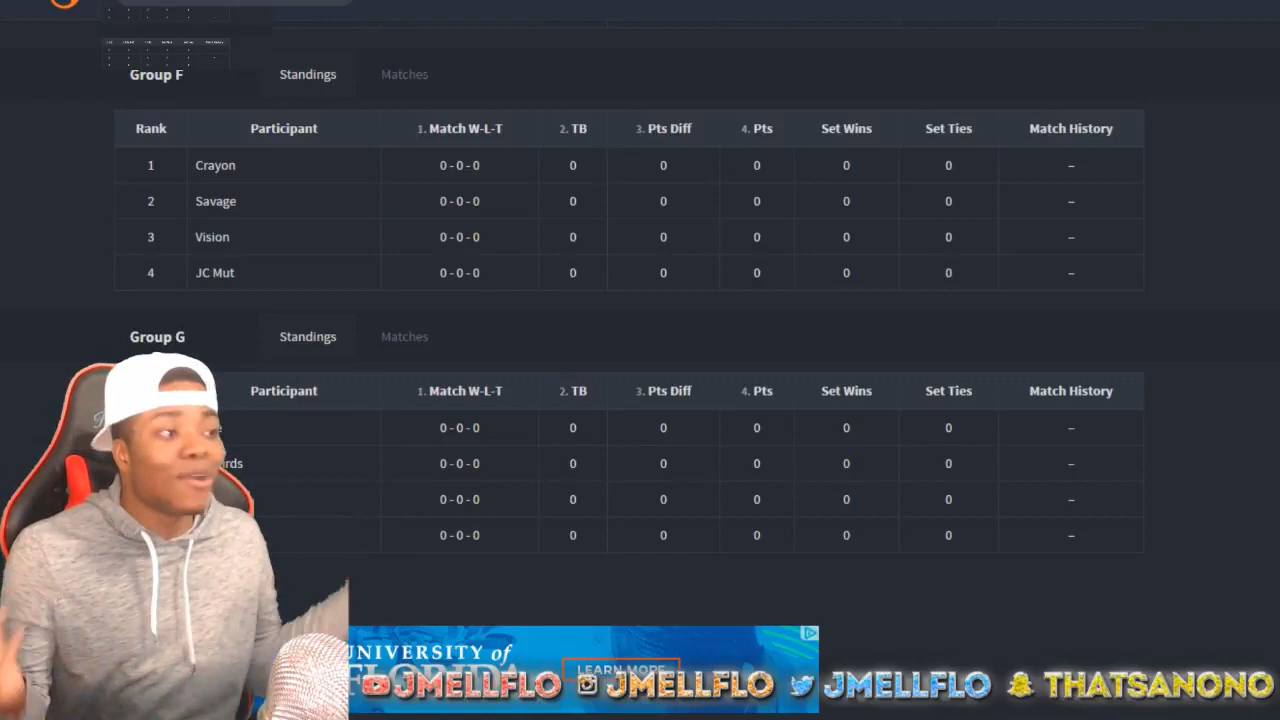 Group F Standings Matches
Rank Participant 1. Match W-L-T 2. TB 3. Pts Diff 4. Pts Set Wins Set Ties Match History
1 Crayon 0 - 0 - 0 0 0 0 0 0 –
2 Savage 0 - 0 - 0 0 0 0 0 0 –
3 Vision 0 - 0 - 0 0 0 0 0 0 –
4 JC Mut 0 - 0 - 0 0 0 0 0 0 –
Group G Standings Matches
Participant 1. Match W-L-T 2. TB 3. Pts Diff 4. Pts Set Wins Set Ties Match History
0 - 0 - 0 0 0 0 0 0 –
rds 0 - 0 - 0 0 0 0 0 0 –
0 - 0 - 0 0 0 0 0 0 –
0 - 0 - 0 0 0 0 0 0 –
UNIVERSITY of
FLORIDA LEARN MORE
JMELLFLO JMELLFLO JMELLFLO THATSANONO